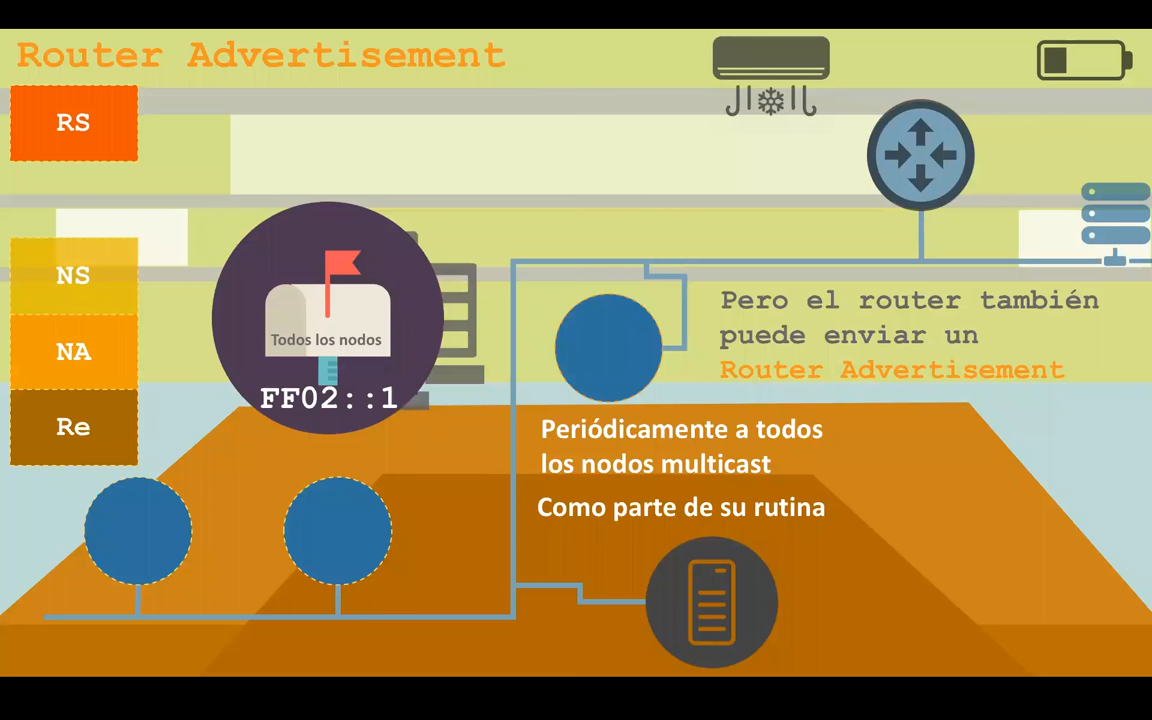 Router Advertisement
RS
NS
NA
Re
Todos los nodos
FF02::1
Pero el router también
puede enviar un
Router Advertisement
Periódicamente a todos
los nodos multicast
Como parte de su rutina